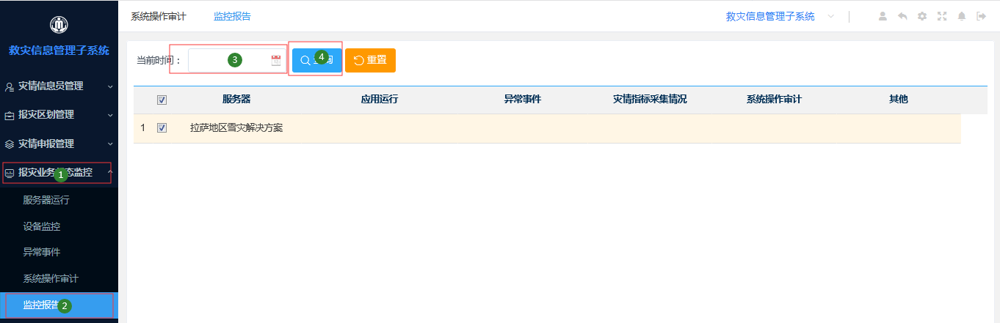 系统操作审计 监控报告 救灾信息管理子系统
救灾信息管理子系统
当前时间： 3 4 询 重置
灾情信息员管理
报灾区划管理
灾情申报管理
报灾业务 1 态监控
服务器运行
设备监控
异常事件
系统操作审计
监控报告 2
服务器 应用运行 异常事件 灾情指标采集情况 系统操作审计 其他
1 拉萨地区雪灾解决方案